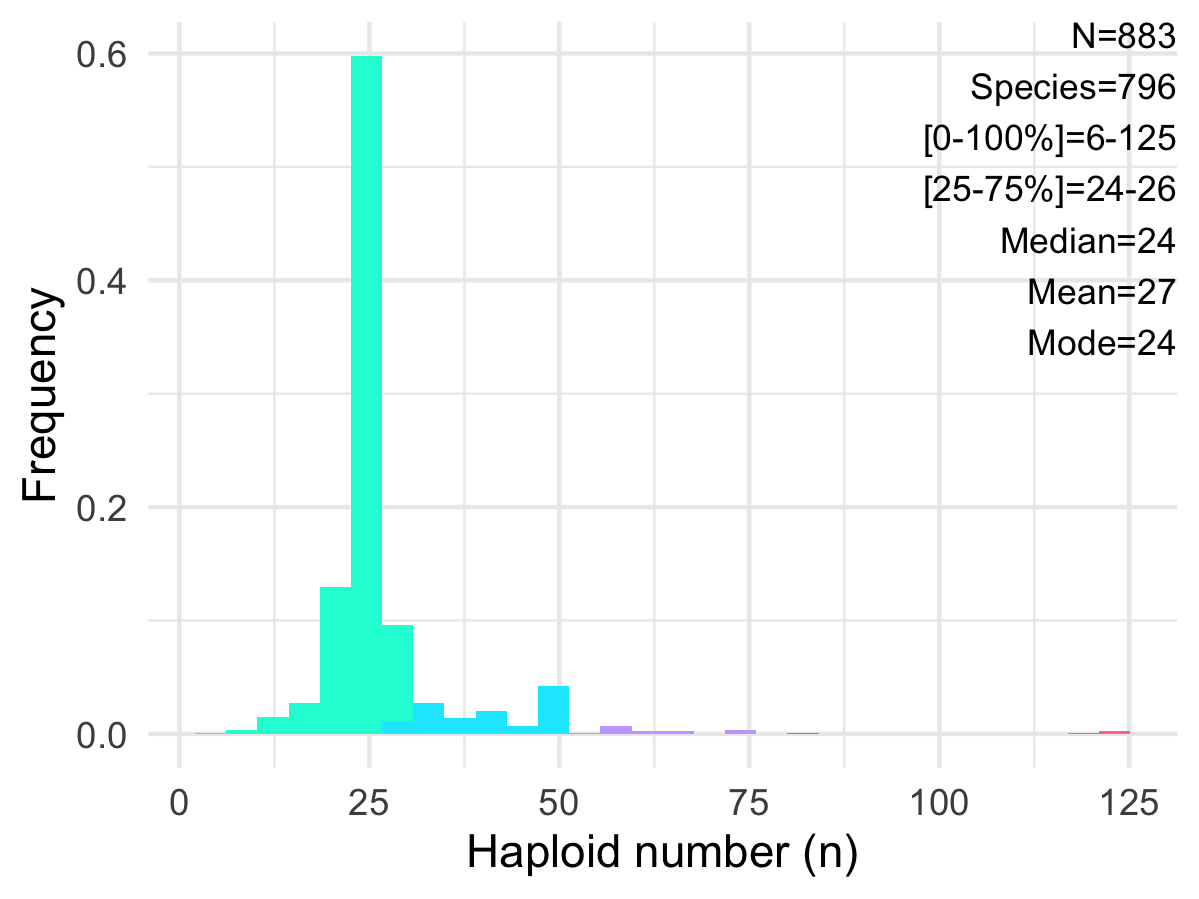 N=883
Species=796
[0-100%]=6-125
[25-75%]=24-26
Median=24
Mean=27
Mode=24
Frequency
0.6
0.4
0.2
0.0
0 25 50 75 100 125
Haploid number (n)